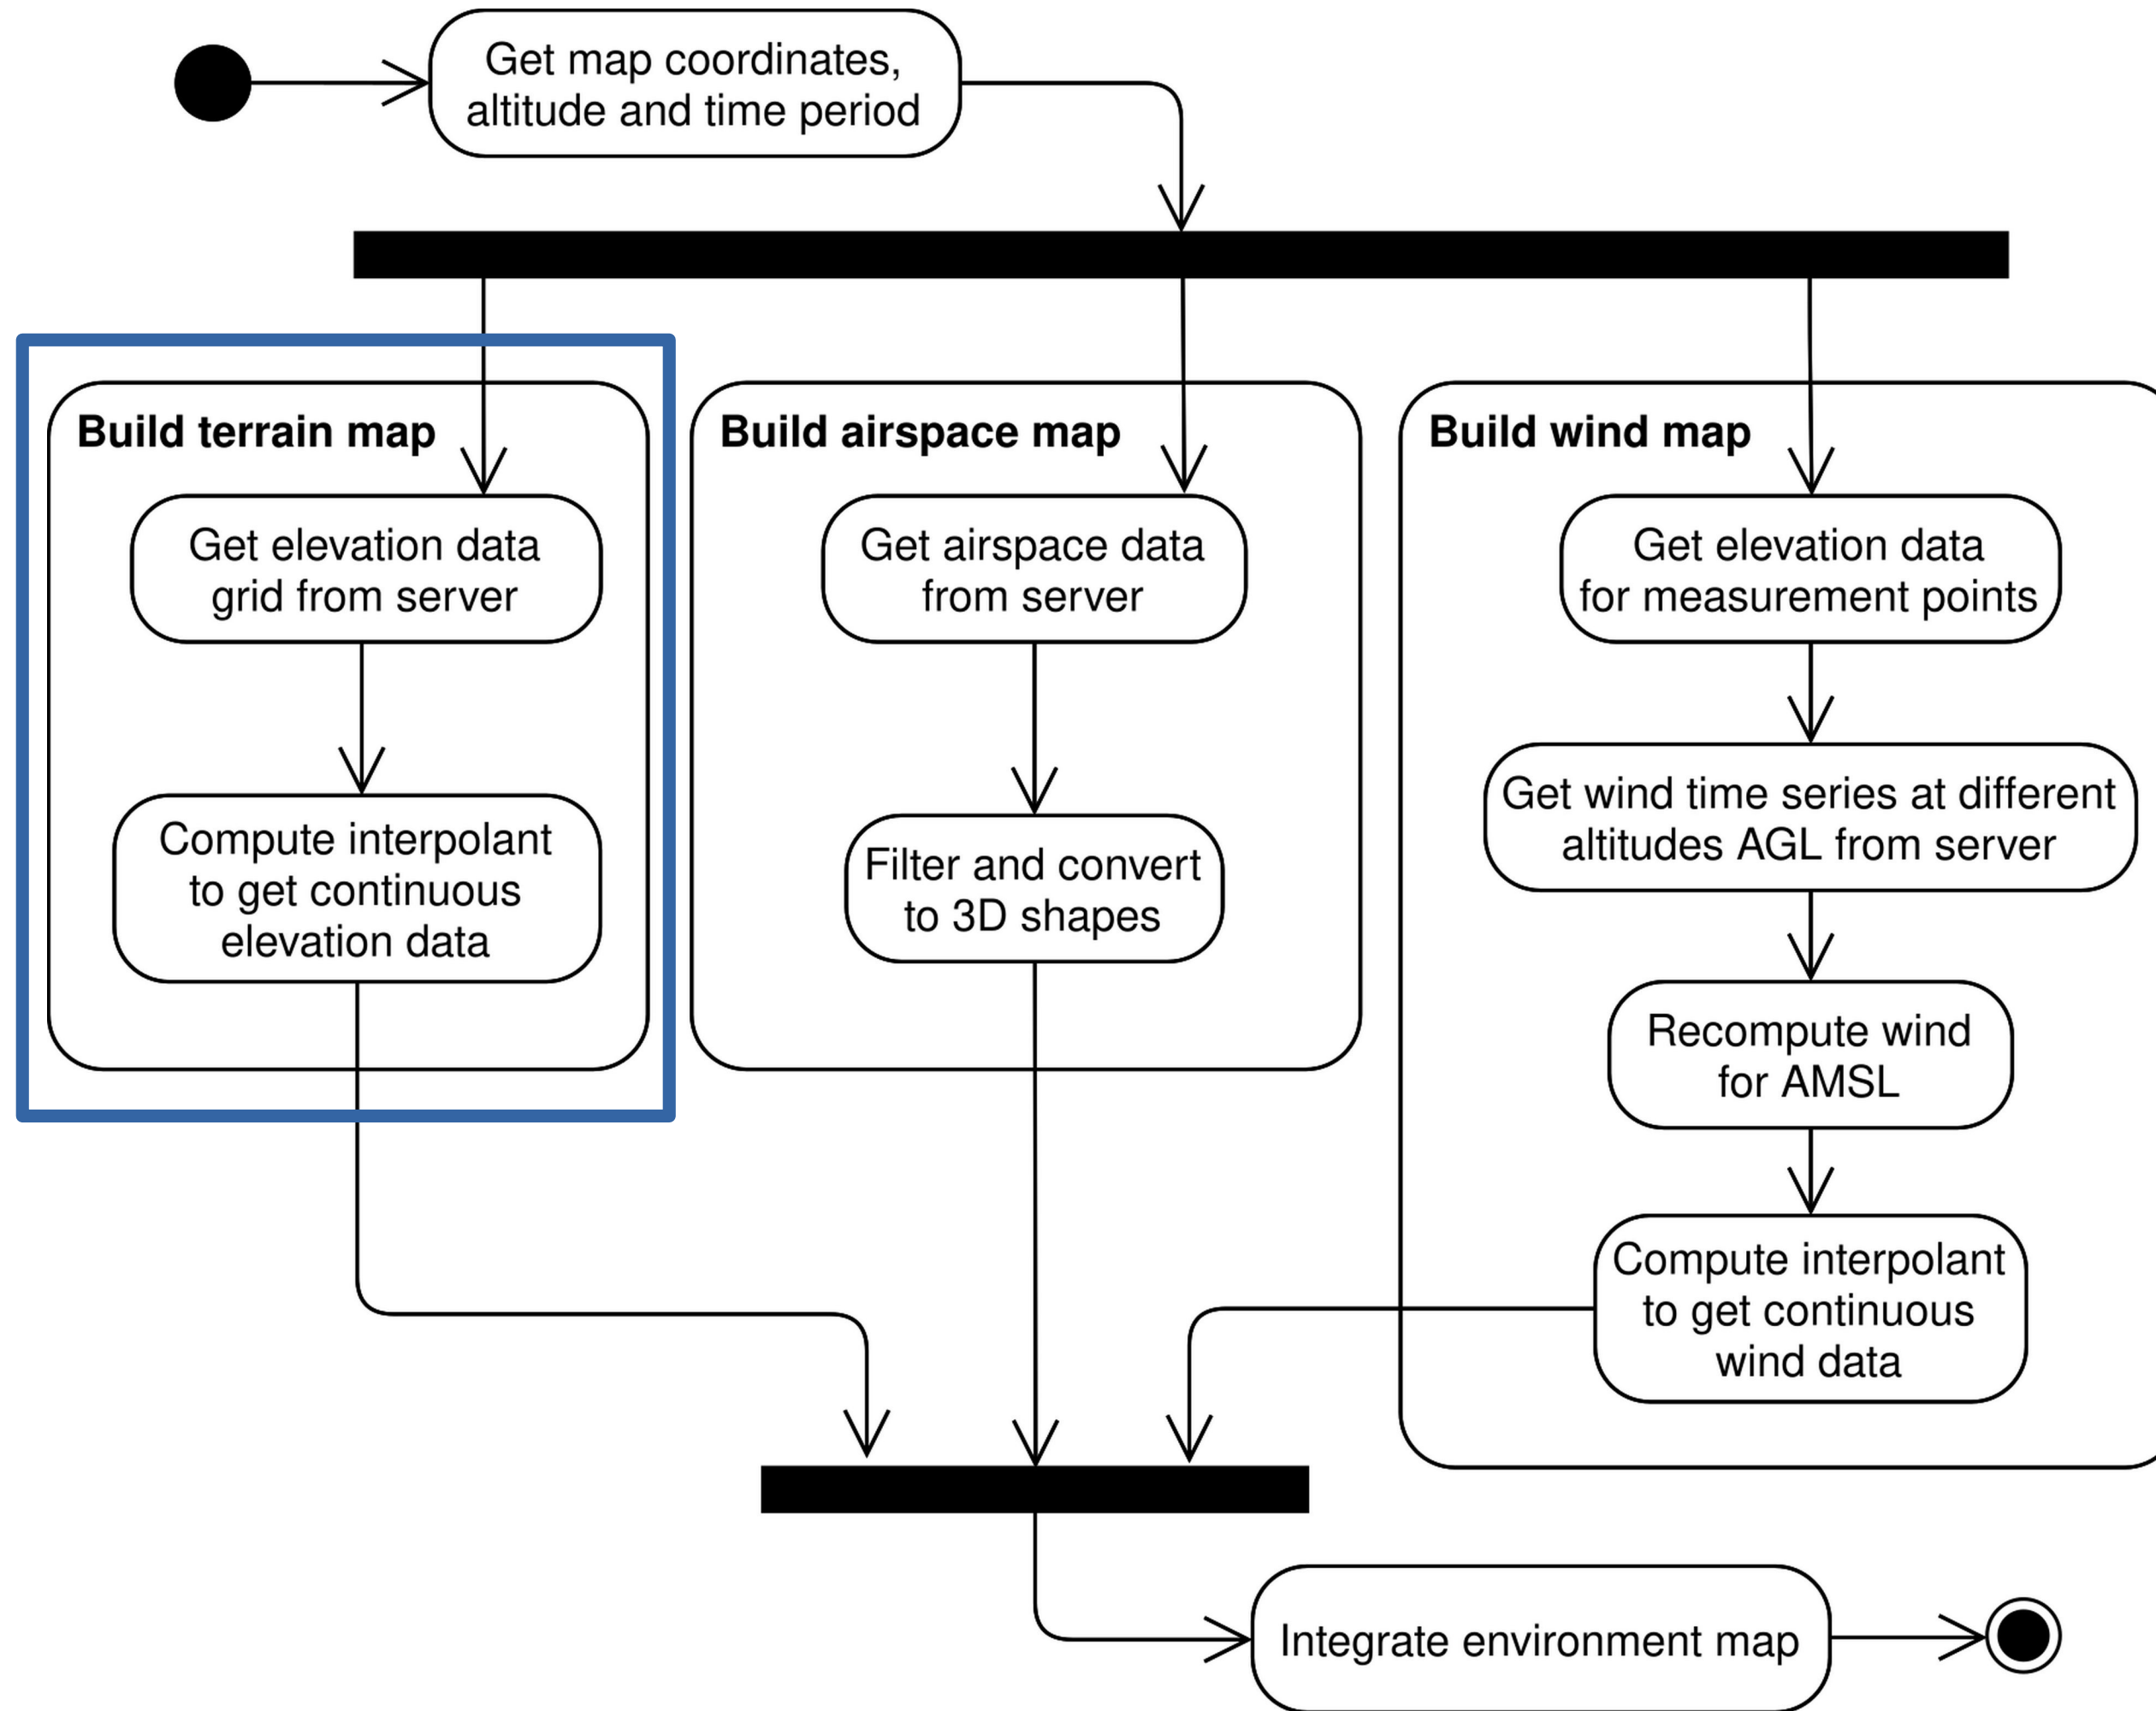 Get map coordinates,
altitude and time period
Build terrain map
Get elevation data
grid from server
Compute interpolant
to get continuous
elevation data
Build airspace map
Get airspace data
from server
Filter and convert
to 3D shapes
Build wind map
Get elevation data
for measurement points
Get wind time series at different
altitudes AGL from server
Recompute wind
for AMSL
Compute interpolant
to get continuous
wind data
Integrate environment map